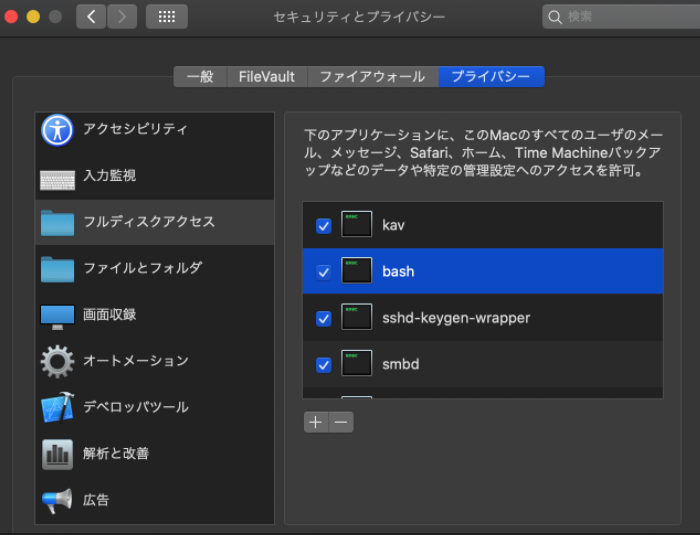 セキュリティとプライバシー
検索
一般
FileVault
ファイアウォール
プライバシー
アクセシビリティ
入力監視
フルディスクアクセス
ファイルとフォルダ
画面収録
オートメーション
デベロッパツール
解析と改善
広告
下のアプリケーションに、このMacのすべてのユーザのメー
ル、メッセージ、Safari、ホーム、Time Machineバックア
ップなどのデータや特定の管理設定へのアクセスを許可。
kav
bash
sshd-keygen-wrapper
smbd